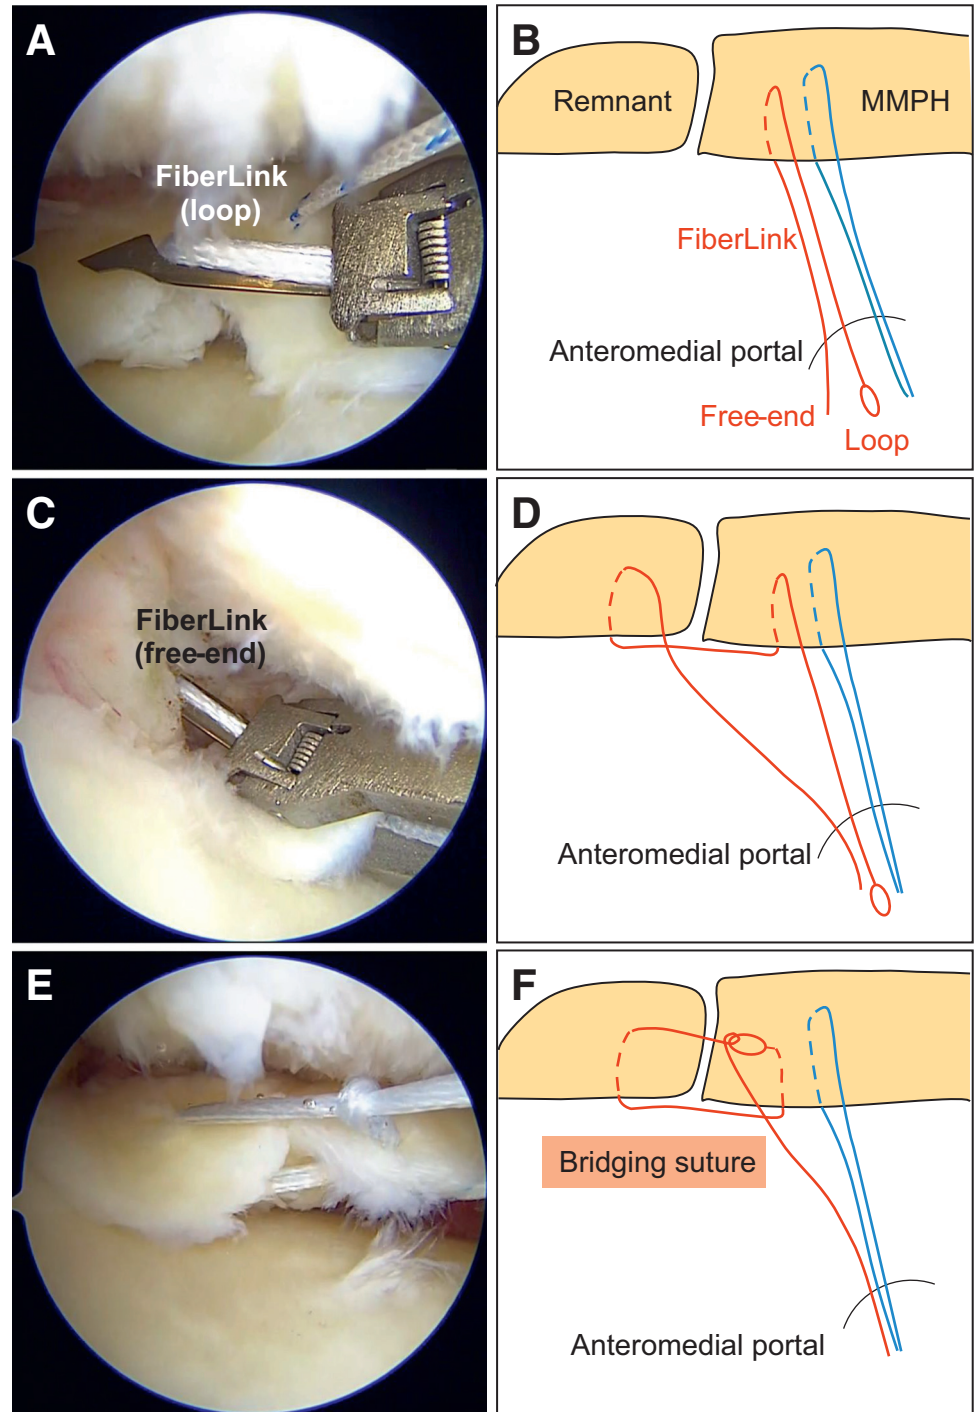 A
FiberLink
(loop)
B
Remnant
MMPH
FiberLink
Anteromedial portal
Free-end
Loop
C
FiberLink
(free-end)
D
Anteromedial portal
E
F
Bridging suture
Anteromedial portal